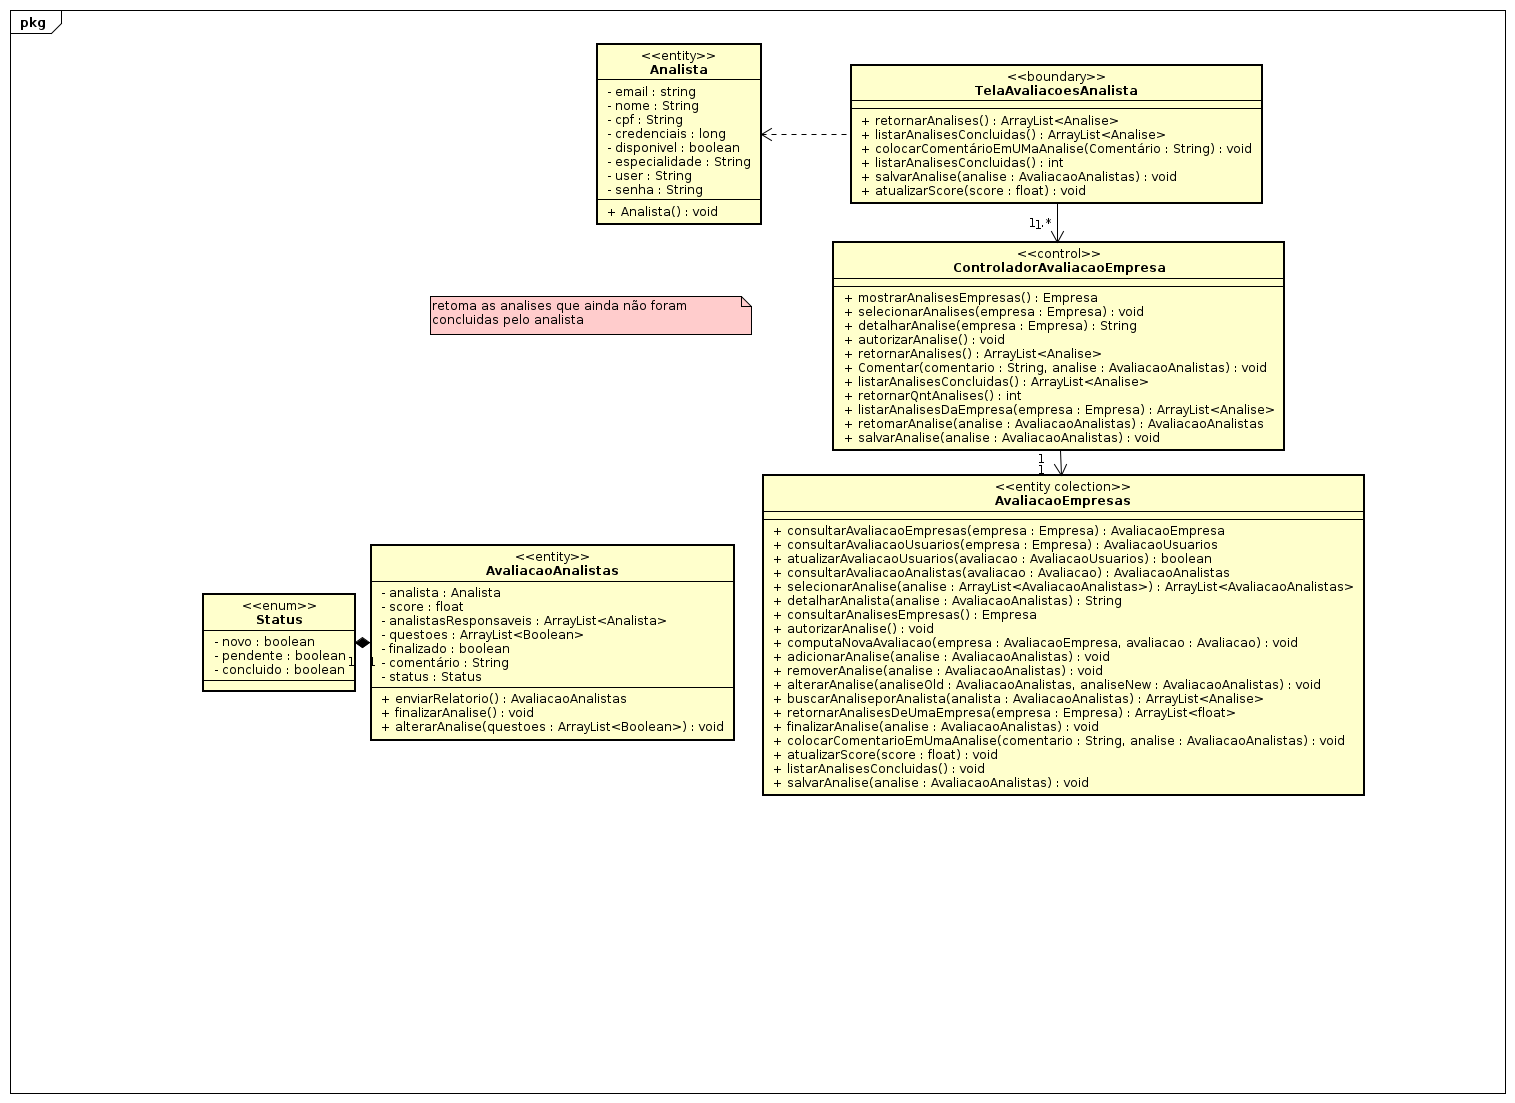 pkg
<<entity>>
Analista
- email : string
- nome : String
- cpf : String
- credenciais : long
- disponivel : boolean
- especialidade : String
- user : String
- senha : String
+ Analista() : void
<<boundary>>
TelaAvaliacoesAnalista
+ retornarAnalises() : ArrayList<Analise>
+ listarAnalisesConcluidas() : ArrayList<Analise>
+ colocarComentárioEmUMaAnalise(Comentário : String) : void
+ listarAnalisesConcluidas() : int
+ salvarAnalise(analise : AvaliacaoAnalistas) : void
+ atualizarScore(score : float) : void
1..*
1
<<control>>
ControladorAvaliacaoEmpresa
+ mostrarAnalisesEmpresas() : Empresa
+ selecionarAnalises(empresa : Empresa) : void
+ detalharAnalise(empresa : Empresa) : String
+ autorizarAnalise() : void
+ retornarAnalises() : ArrayList<Analise>
+ Comentar(comentario : String, analise : AvaliacaoAnalistas) : void
+ listarAnalisesConcluidas() : ArrayList<Analise>
+ retornarQntAnalises() : int
+ listarAnalisesDaEmpresa(empresa : Empresa) : ArrayList<Analise>
+ retomarAnalise(analise : AvaliacaoAnalistas) : AvaliacaoAnalistas
+ salvarAnalise(analise : AvaliacaoAnalistas) : void
retoma as analises que ainda não foram
concluidas pelo analista
1
1
<<entity colection>>
AvaliacaoEmpresas
+ consultarAvaliacaoEmpresas(empresa : Empresa) : AvaliacaoEmpresa
+ consultarAvaliacaoUsuarios(empresa : Empresa) : AvaliacaoUsuarios
+ atualizarAvaliacaoUsuarios(avaliacao : AvaliacaoUsuarios) : boolean
+ consultarAvaliacaoAnalistas(avaliacao : Avaliacao) : AvaliacaoAnalistas
+ selecionarAnalise(analise : ArrayList<AvaliacaoAnalistas>) : ArrayList<AvaliacaoAnalistas>
+ detalharAnalista(analise : AvaliacaoAnalistas) : String
+ consultarAnalisesEmpresas() : Empresa
+ autorizarAnalise() : void
+ computaNovaAvaliacao(empresa : AvaliacaoEmpresa, avaliacao : Avaliacao) : void
+ adicionarAnalise(analise : AvaliacaoAnalistas) : void
+ removerAnalise(analise : AvaliacaoAnalistas) : void
+ alterarAnalise(analiseOld : AvaliacaoAnalistas, analiseNew : AvaliacaoAnalistas) : void
+ buscarAnaliseporAnalista(analista : AvaliacaoAnalistas) : ArrayList<Analise>
+ retornarAnalisesDeUmaEmpresa(empresa : Empresa) : ArrayList<float>
+ finalizarAnalise(analise : AvaliacaoAnalistas) : void
+ colocarComentarioEmUmaAnalise(comentario : String, analise : AvaliacaoAnalistas) : void
+ atualizarScore(score : float) : void
+ listarAnalisesConcluidas() : void
+ salvarAnalise(analise : AvaliacaoAnalistas) : void
<<entity>>
AvaliacaoAnalistas
- analista : Analista
- score : float
- analistasResponsaveis : ArrayList<Analista>
- questoes : ArrayList<Boolean>
- finalizado : boolean
- comentário : String
- status : Status
+ enviarRelatorio() : AvaliacaoAnalistas
+ finalizarAnalise() : void
+ alterarAnalise(questoes : ArrayList<Boolean>) : void
<<enum>>
Status
- novo : boolean
- pendente : boolean
- concluido : boolean
1
1